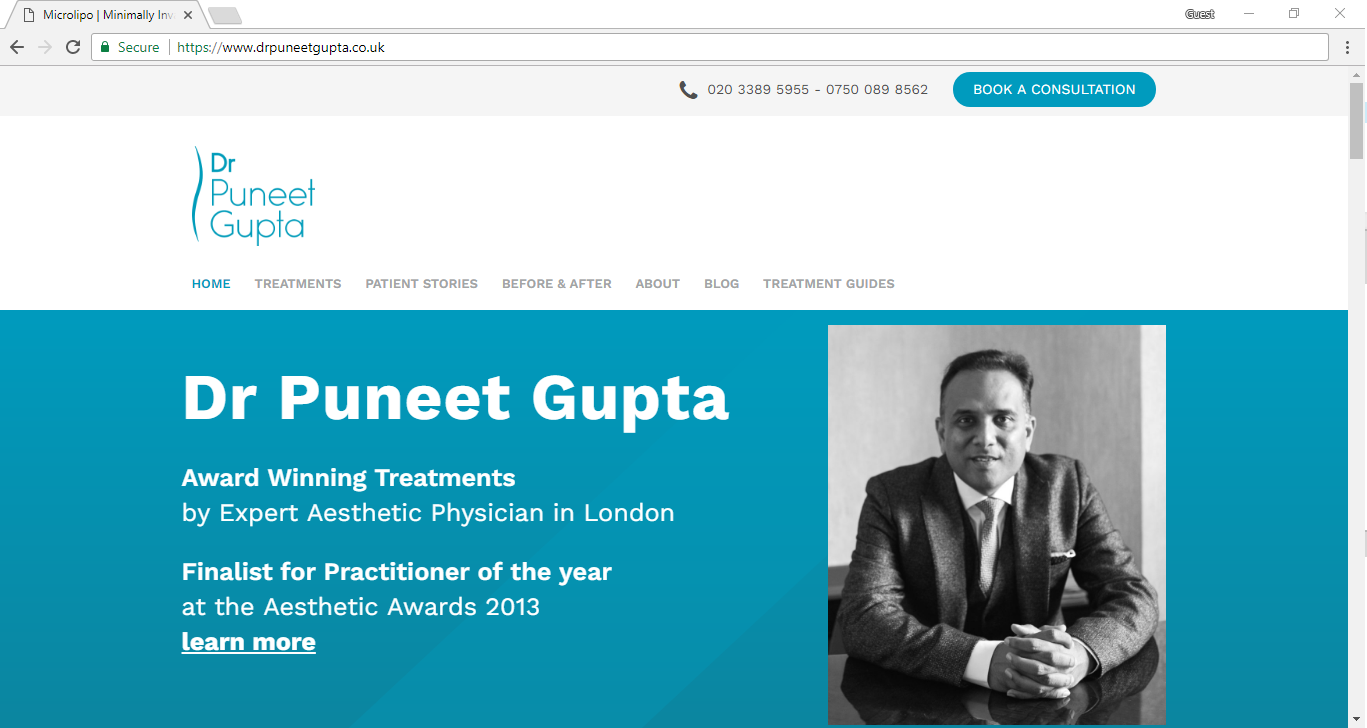 Microlipo | Minimally Inv
Guest
Secure | https://www.drpuneetgupta.co.uk
020 3389 5955 - 0750 089 8562
BOOK A CONSULTATION
Dr
Puneet
Gupta
HOME TREATMENTS PATIENT STORIES BEFORE & AFTER ABOUT BLOG TREATMENT GUIDES
Dr Puneet Gupta
Award Winning Treatments
by Expert Aesthetic Physician in London
Finalist for Practitioner of the year
at the Aesthetic Awards 2013
learn more